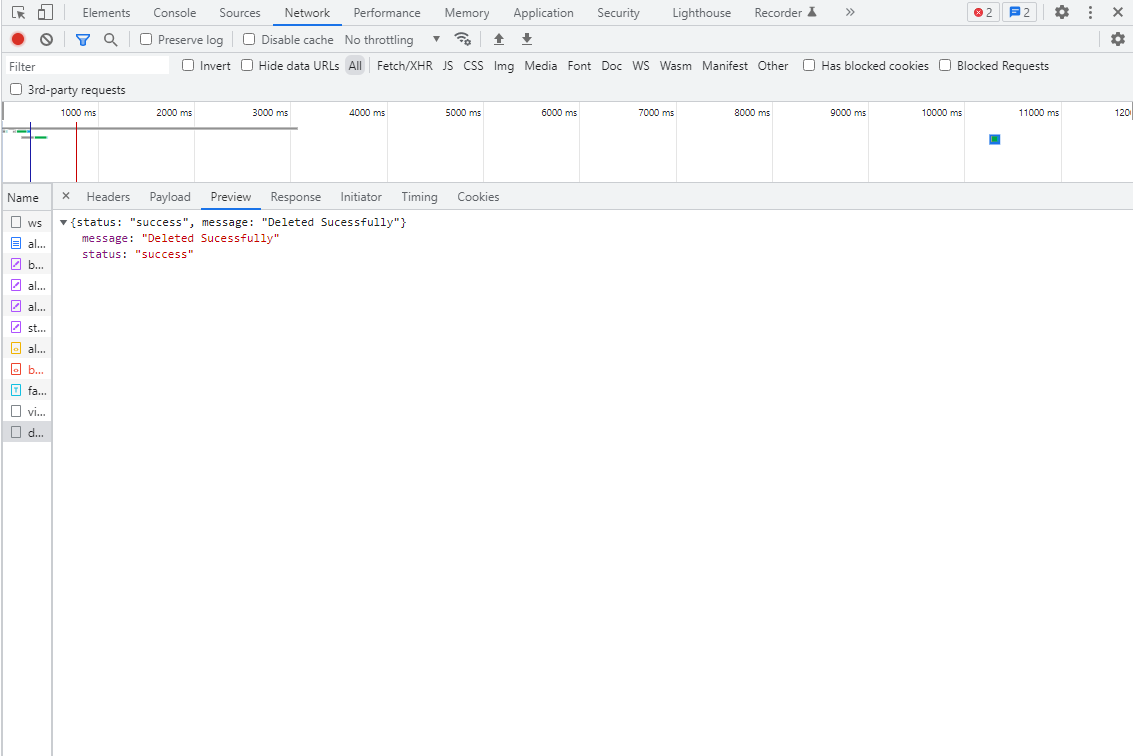 Elements Console Sources Network Performance Memory Application Security Lighthouse Recorder » 2 2
Preserve log Disable cache No throttling
Filter Invert Hide data URLs All Fetch/XHR JS CSS Img Media Font Doc WS Wasm Manifest Other Has blocked cookies Blocked Requests
3rd-party requests
1000 ms 2000 ms 3000 ms 4000 ms 5000 ms 6000 ms 7000 ms 8000 ms 9000 ms 10000 ms 11000 ms 120
Name × Headers Payload Preview Response Initiator Timing Cookies
ws
al...
b...
al...
al...
st...
al...
b...
fa...
vi...
d...
{status: "success", message: "Deleted Sucessfully"}
message: "Deleted Sucessfully"
status: "success"